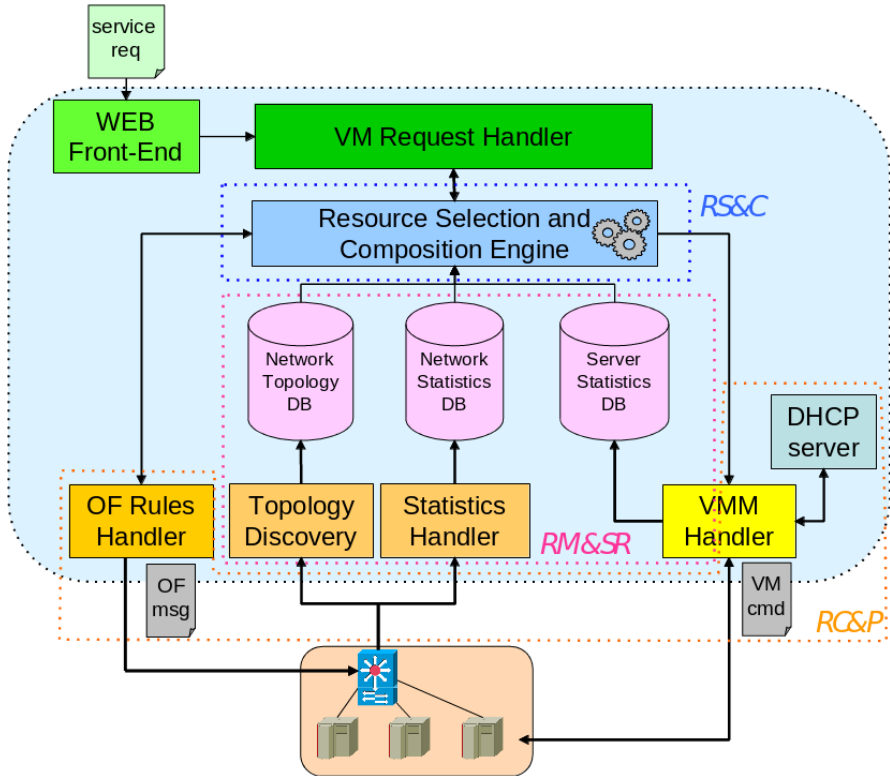 service
req
WEB
Front-End
VM Request Handler
RS&C
Resource Selection and
Composition Engine
Network
Topology
DB
Network
Statistics
DB
Server
Statistics
DB
DHCP
server
OF Rules
Handler
Topology
Discovery
Statistics
Handler
RM&SR
VMM
Handler
OF
msg
VM
cmd
RC&P